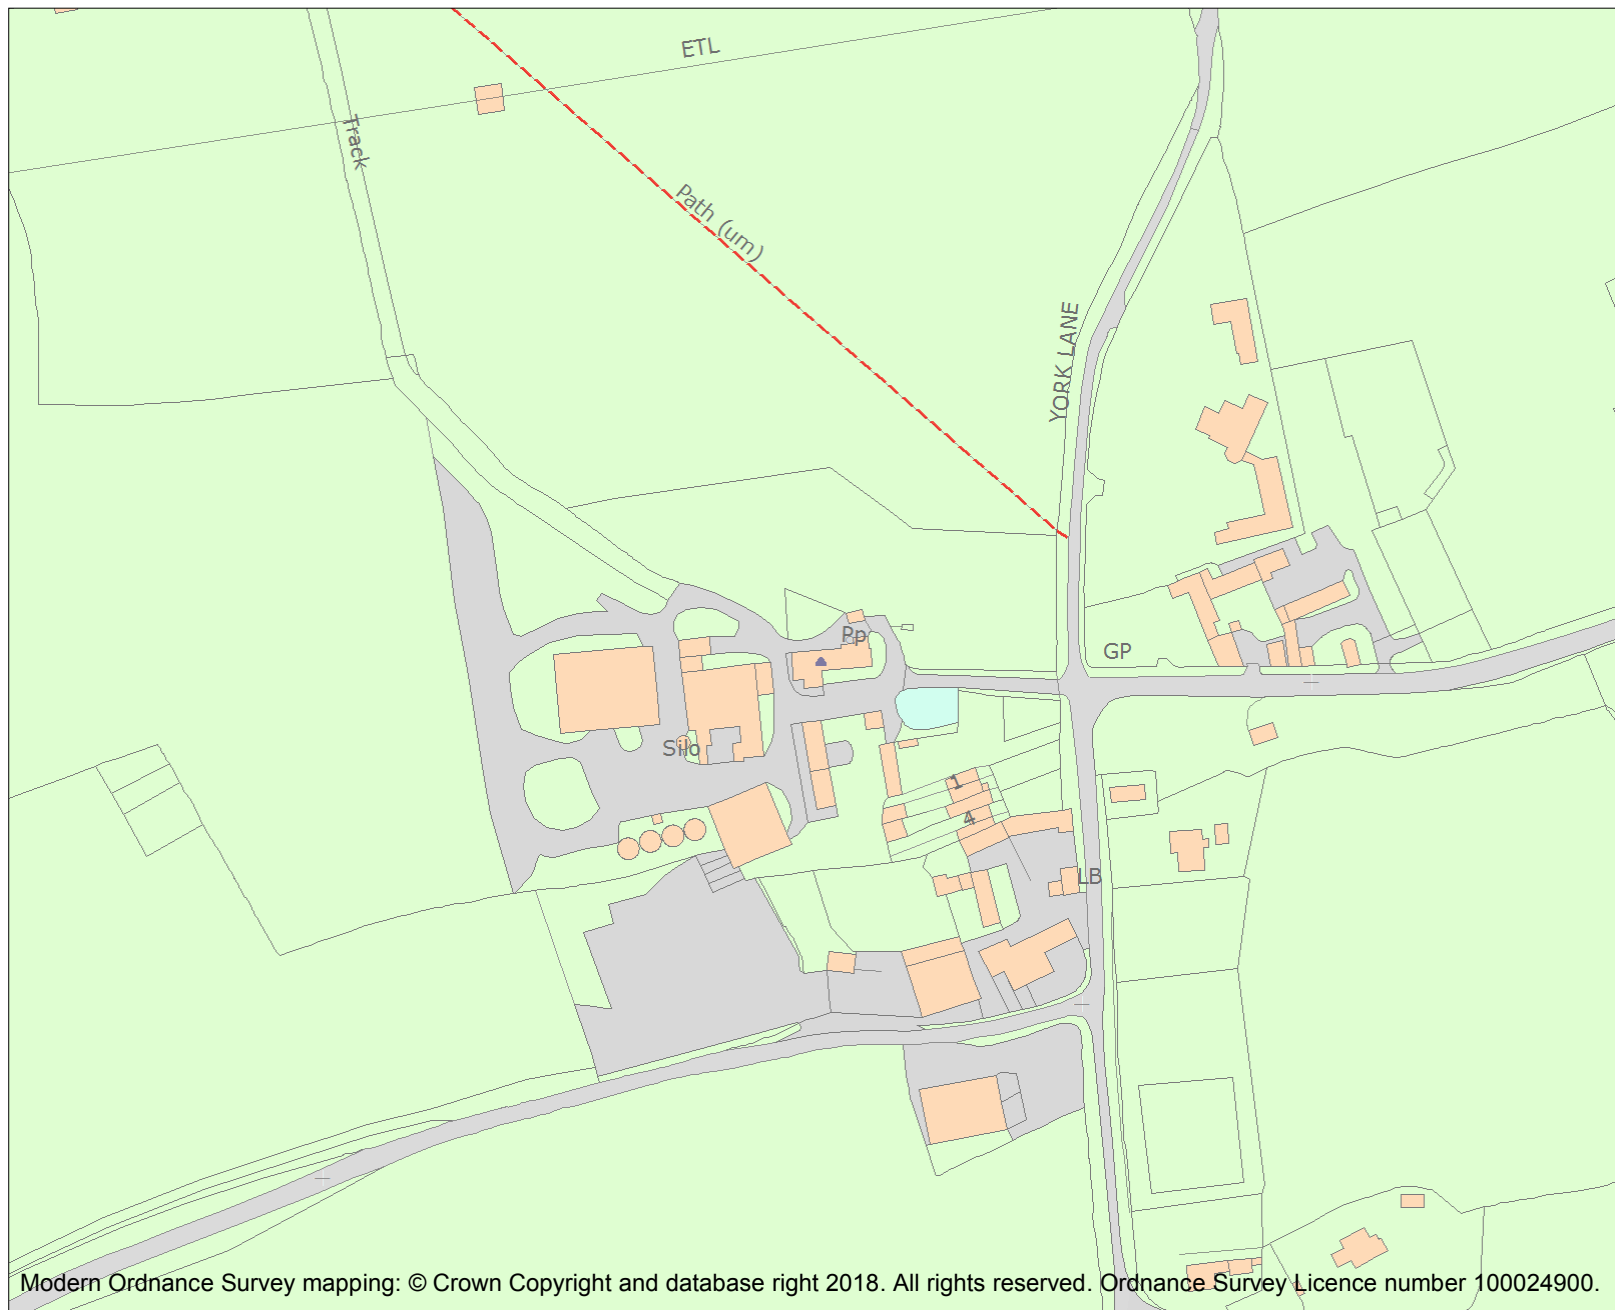 ETL
Track
Path (um)
YORK LANE
Pp
GP
Silo
1
4
LB
Modern Ordnance Survey mapping: © Crown Copyright and database right 2018. All rights reserved. Ordnance Survey Licence number 100024900.